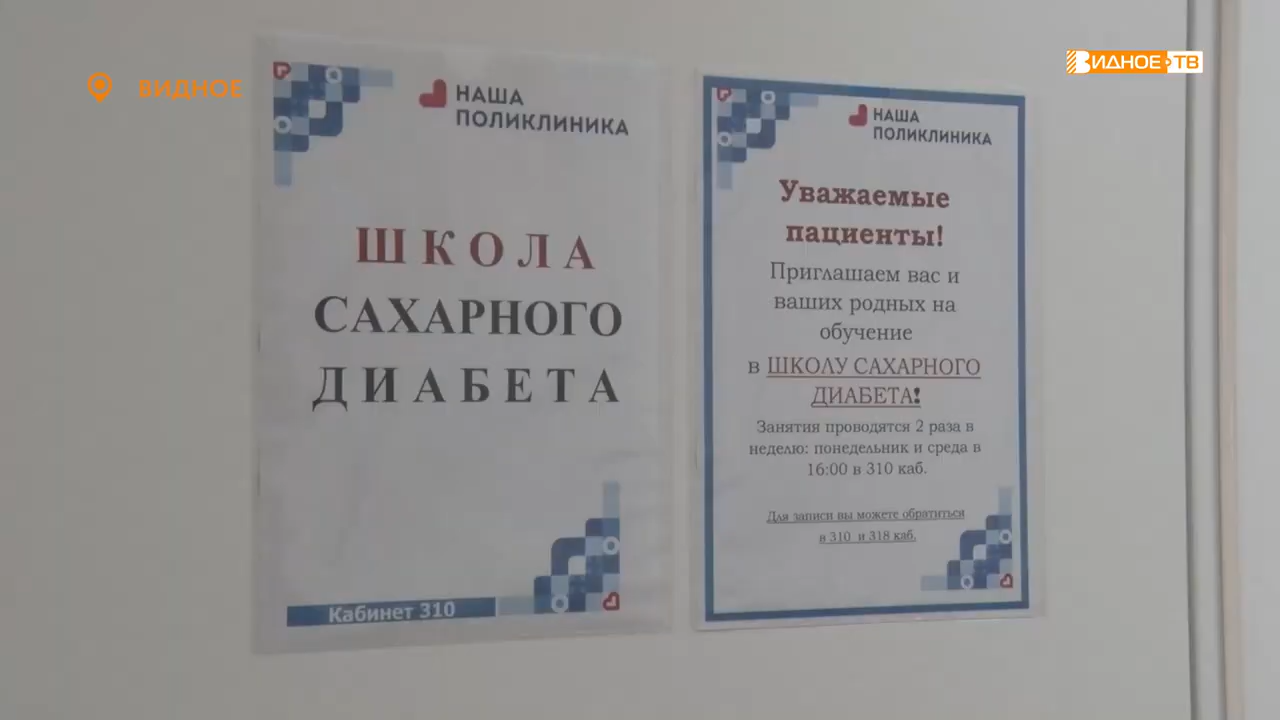 ВИДНОЕ
ВИДНОЕ ТВ
НАША
ПОЛИКЛИНИКА
ШКОЛА
САХАРНОГО
ДИАБЕТА
Кабинет 310
НАША
ПОЛИКЛИНИКА
Уважаемые
пациенты!
Приглашаем вас и
ваших родных на
обучение
в ШКОЛУ САХАРНОГО
ДИАБЕТА!
Занятия проводятся 2 раза в
неделю: понедельник и среда в
16:00 в 310 каб.
Для записи вы можете обратиться
в 310 и 318 каб.